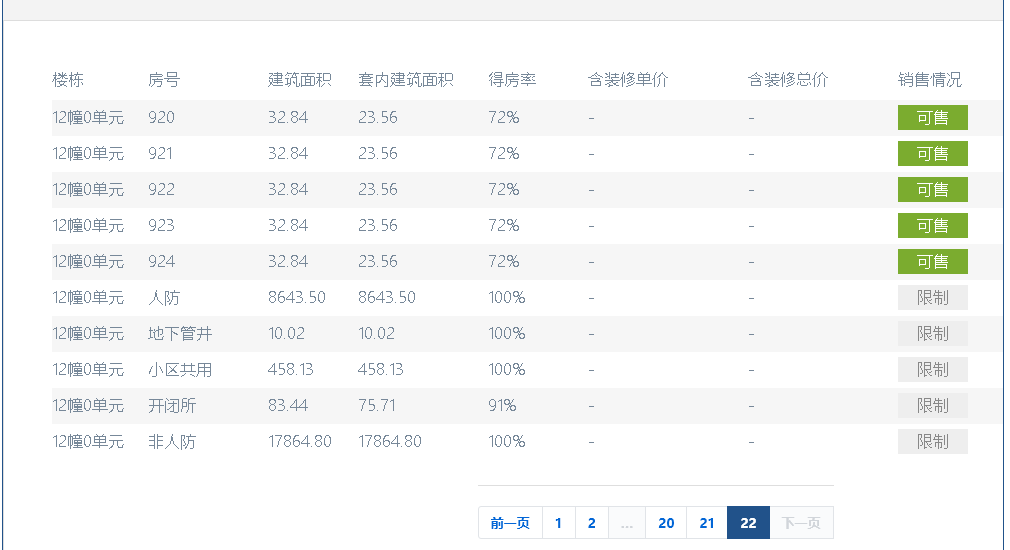 楼栋 房号 建筑面积 套内建筑面积 得房率 含装修单价 含装修总价 销售情况
12幢0单元 920 32.84 23.56 72% - - 可售
12幢0单元 921 32.84 23.56 72% - - 可售
12幢0单元 922 32.84 23.56 72% - - 可售
12幢0单元 923 32.84 23.56 72% - - 可售
12幢0单元 924 32.84 23.56 72% - - 可售
12幢0单元 人防 8643.50 8643.50 100% - - 限制
12幢0单元 地下管井 10.02 10.02 100% - - 限制
12幢0单元 小区共用 458.13 458.13 100% - - 限制
12幢0单元 开闭所 83.44 75.71 91% - - 限制
12幢0单元 非人防 17864.80 17864.80 100% - - 限制
前一页 1 2 ... 20 21 22 下一页